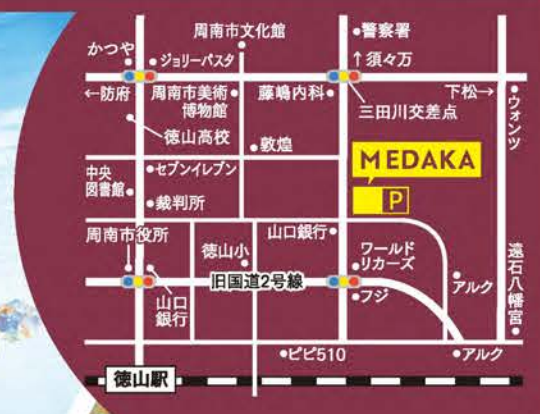 周南市文化館
警察署
かつや
ジョリーパスタ
↑須々万
←防府
周南市美術
博物館
藤嶋内科
三田川交差点
下松→
ウォンツ
徳山高校
敦煌
MEDAKA
P
中央
図書館
セブンイレブン
裁判所
周南市役所
徳山小
山口銀行
ワールド
リカーズ
遠石八幡宮
旧国道2号線
山口
銀行
フジ
アルク
ピピ510
アルク
徳山駅